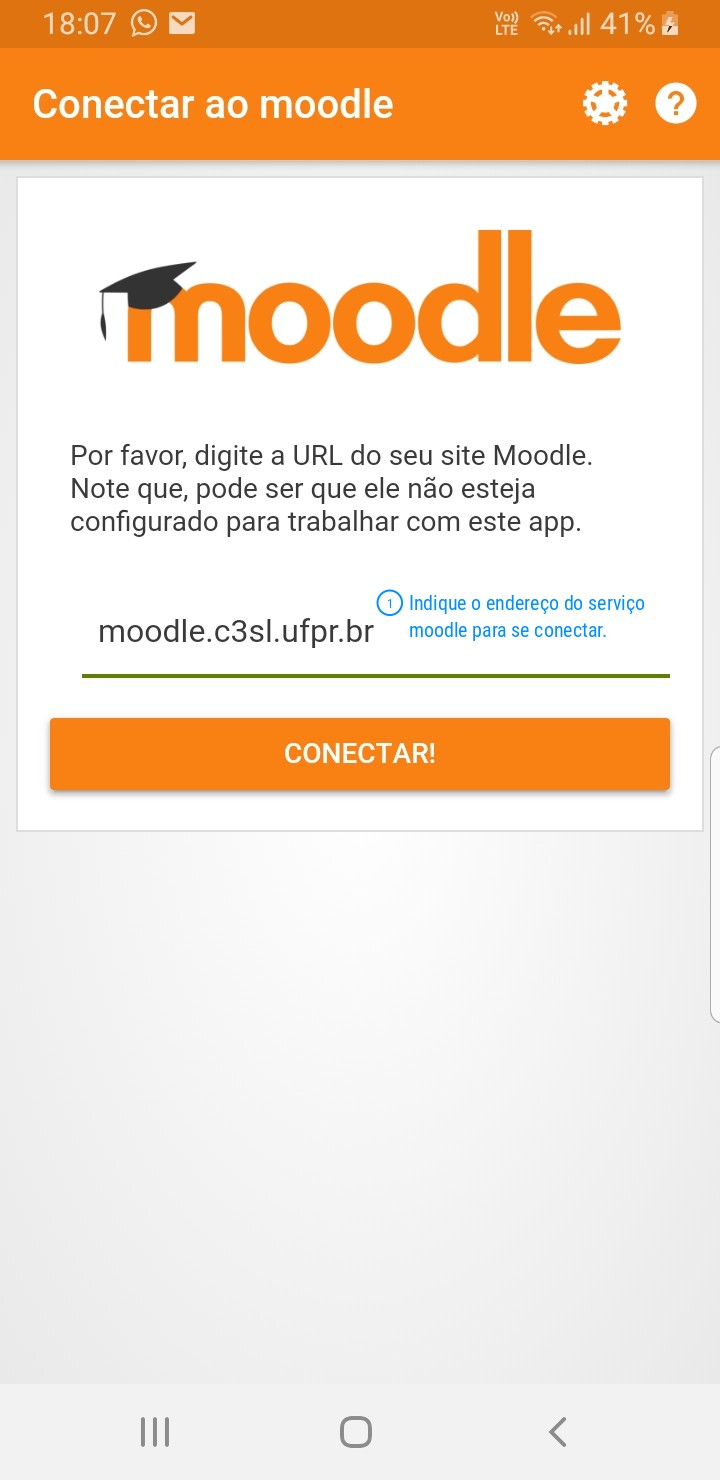 18:07 Vo)) LTE 41%
Conectar ao moodle ?
moodle
Por favor, digite a URL do seu site Moodle.
Note que, pode ser que ele não esteja
configurado para trabalhar com este app.
1 Indique o endereço do serviço
moodle para se conectar.
moodle.c3sl.ufpr.br
CONECTAR!